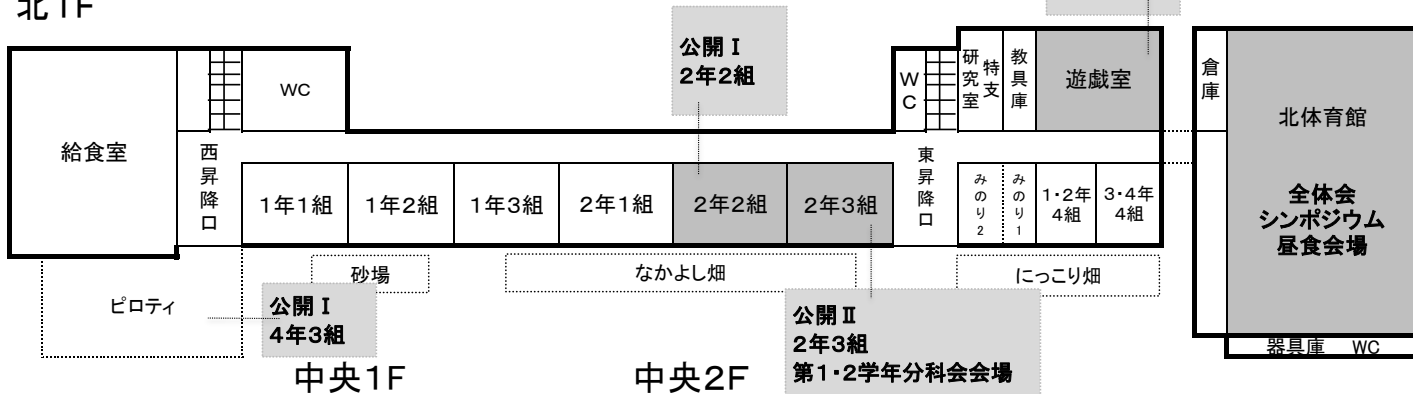 北1F
公開Ⅰ
2年2組
WC
WC
研究室
特支
教具庫
遊戯室
倉庫
北体育館
給食室
西昇降口
東昇降口
1年1組
1年2組
1年3組
2年1組
2年2組
2年3組
みのり2
みのり1
1・2年
4組
3・4年
4組
全体会
シンポジウム
昼食会場
砂場
なかよし畑
にっこり畑
ピロティ
公開Ⅰ
4年3組
公開Ⅱ
2年3組
第1・2学年分科会会場
器具庫 WC
中央1F
中央2F